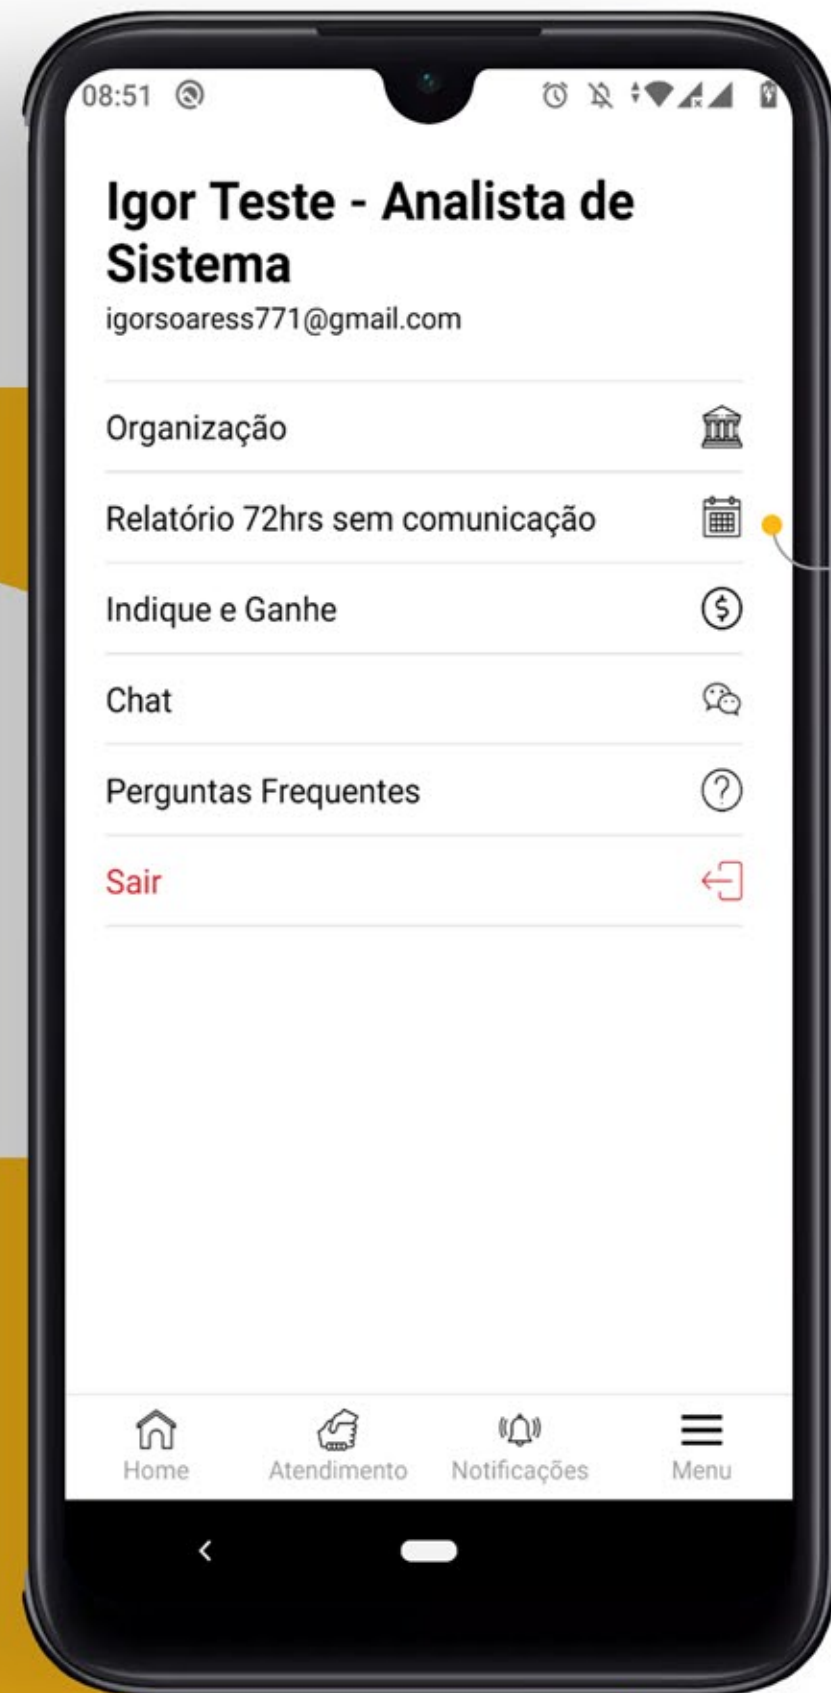 08:51
Igor Teste - Analista de
Sistema
igorsoaress771@gmail.com
Organização
Relatório 72hrs sem comunicação
Indique e Ganhe
Chat
Perguntas Frequentes
Sair
Home Atendimento Notificações Menu